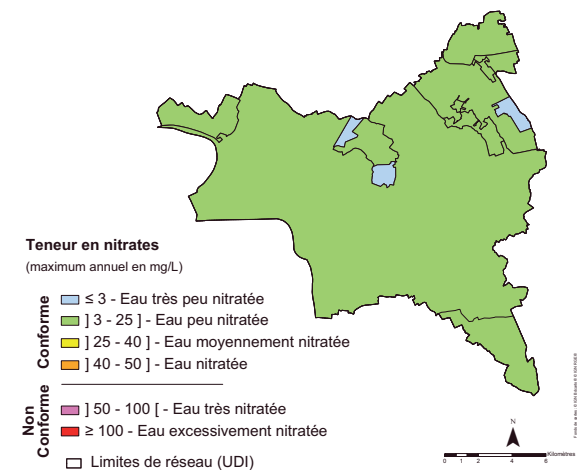 Teneur en nitrates
(maximum annuel en mg/L)
Conforme
≤ 3 - Eau très peu nitratée
] 3 - 25 ] - Eau peu nitratée
] 25 - 40 ] - Eau moyennement nitratée
] 40 - 50 ] - Eau nitratée
Non
Conforme
] 50 - 100 [ - Eau très nitratée
≥ 100 - Eau excessivement nitratée
Limites de réseau (UDI)
N
Kilomètres
0 1 2 4 6